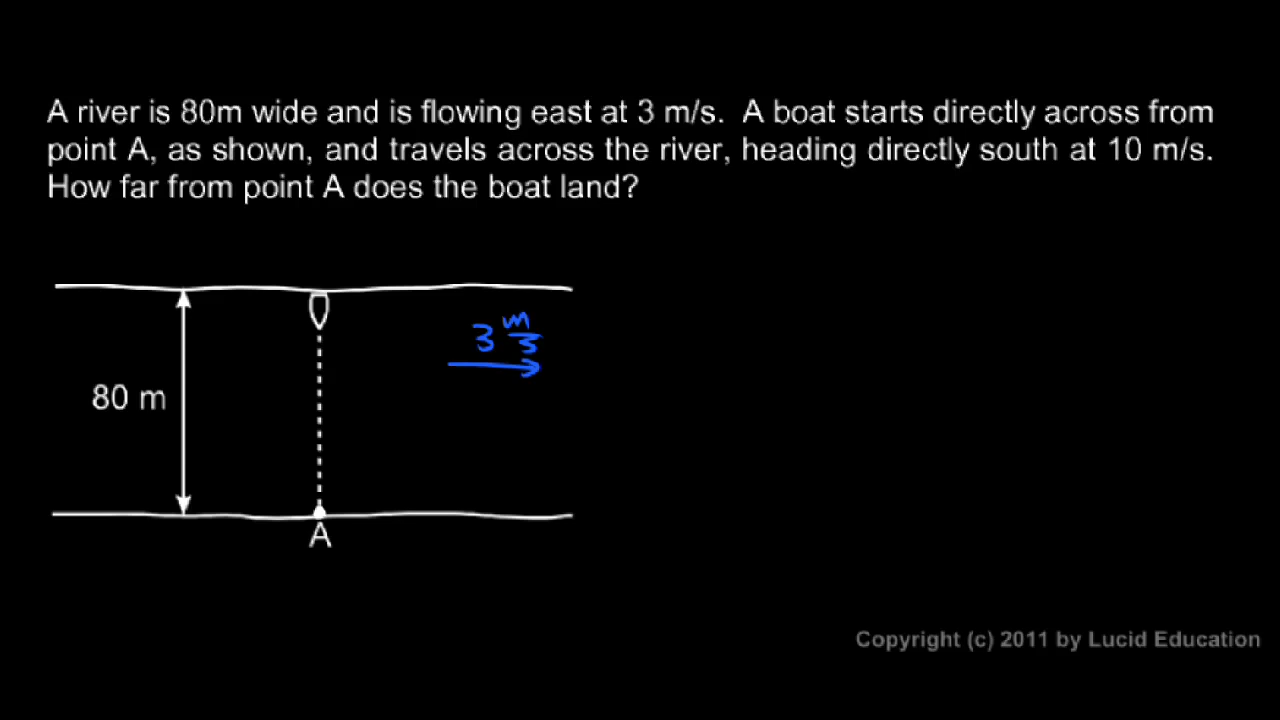 A river is 80m wide and is flowing east at 3 m/s.  A boat starts directly across from
point A, as shown, and travels across the river, heading directly south at 10 m/s.
How far from point A does the boat land?
3 m/s
80 m
A
Copyright (c) 2011 by Lucid Education